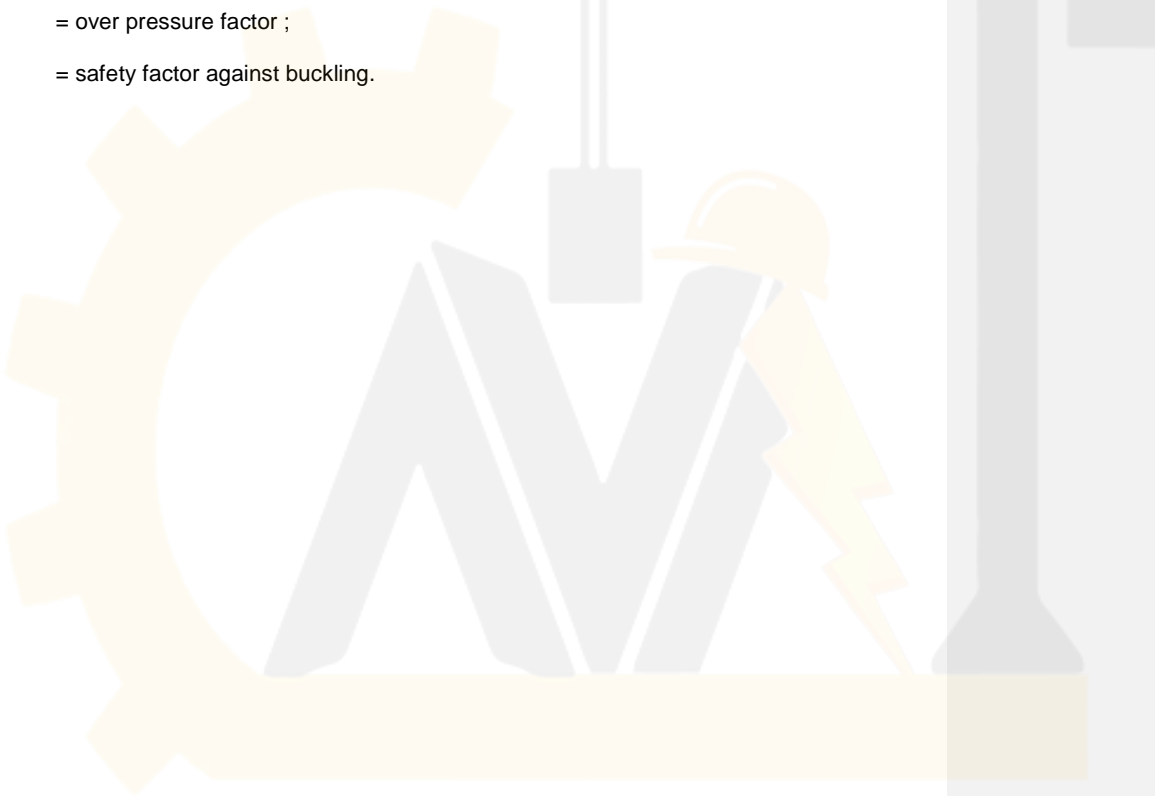 = over pressure factor ;
= safety factor against buckling.